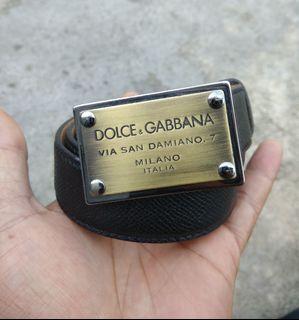 DOLCE & GABBANA
VIA SAN DAMIANO. 7
MILANO
ITALIA